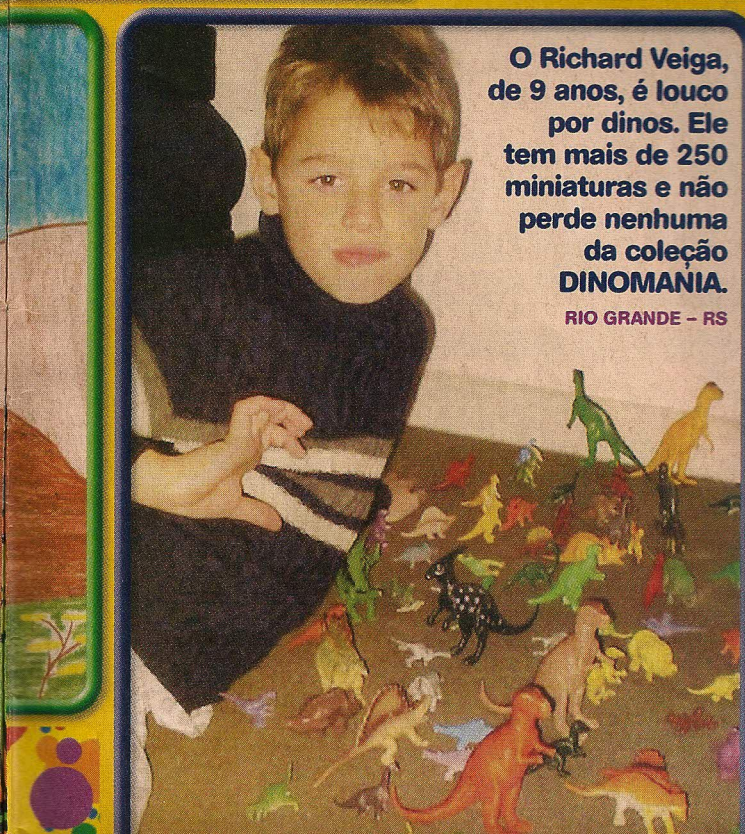 O Richard Veiga,
de 9 anos, é louco
por dinos. Ele
tem mais de 250
miniaturas e não
perde nenhuma
da coleção
DINOMANIA.
RIO GRANDE – RS